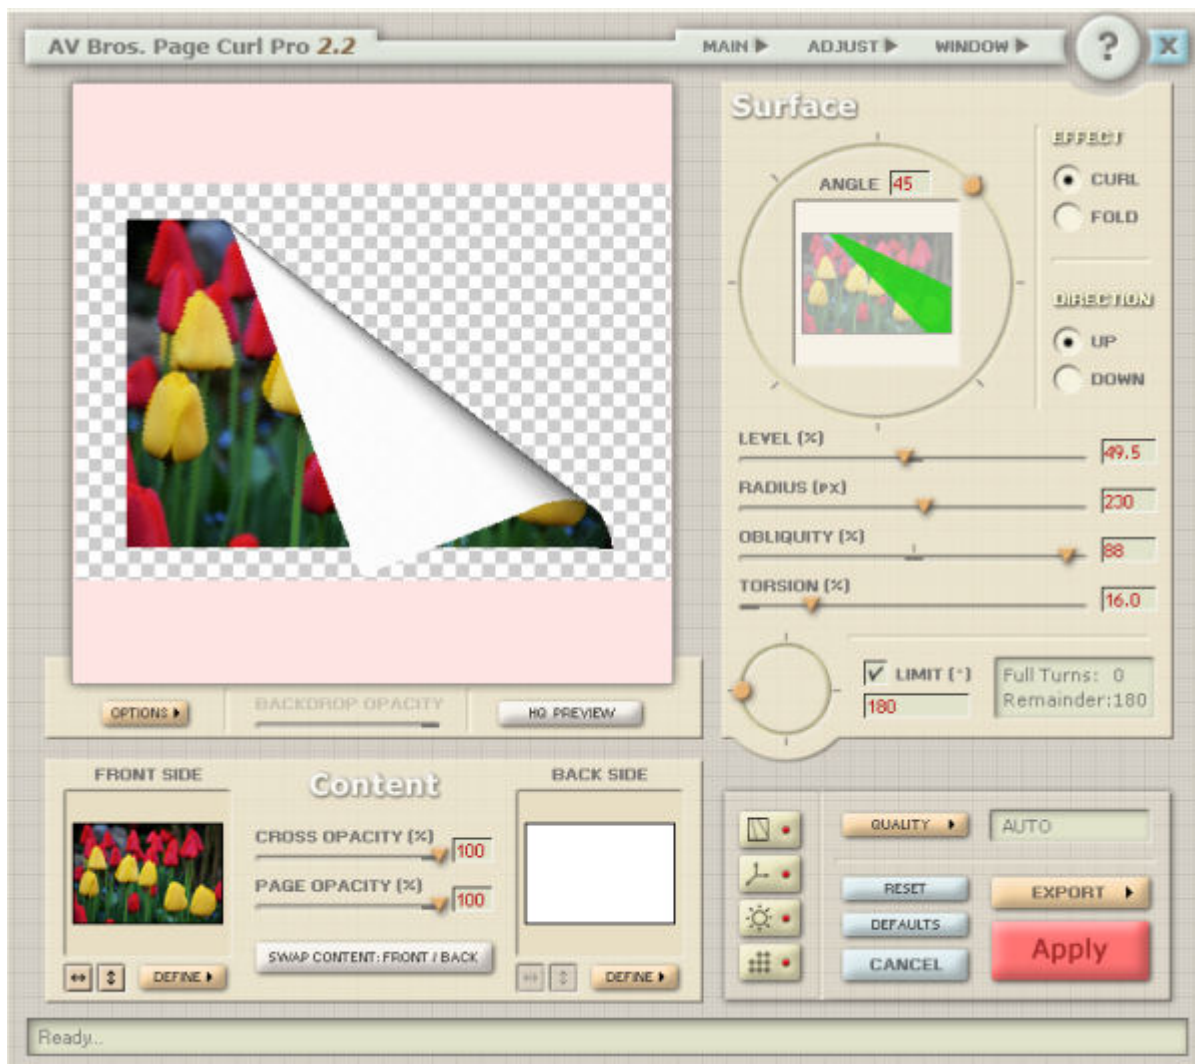 AV Bros. Page Curl Pro 2.2
MAIN
ADJUST
WINDOW
?
X
Surface
ANGLE 45
EFFECT
CURL
FOLD
DIRECTION
UP
DOWN
LEVEL (%)
49.5
RADIUS (PX)
230
OBLIQUITY (%)
88
TORSION (%)
16.0
LIMIT (°)
180
Full Turns: 0
Remainder:180
OPTIONS
BACKDROP OPACITY
HQ PREVIEW
FRONT SIDE
Content
BACK SIDE
CROSS OPACITY (%)
100
PAGE OPACITY (%)
100
SWAP CONTENT: FRONT / BACK
DEFINE
DEFINE
QUALITY
AUTO
RESET
DEFAULTS
CANCEL
EXPORT
Apply
Ready...